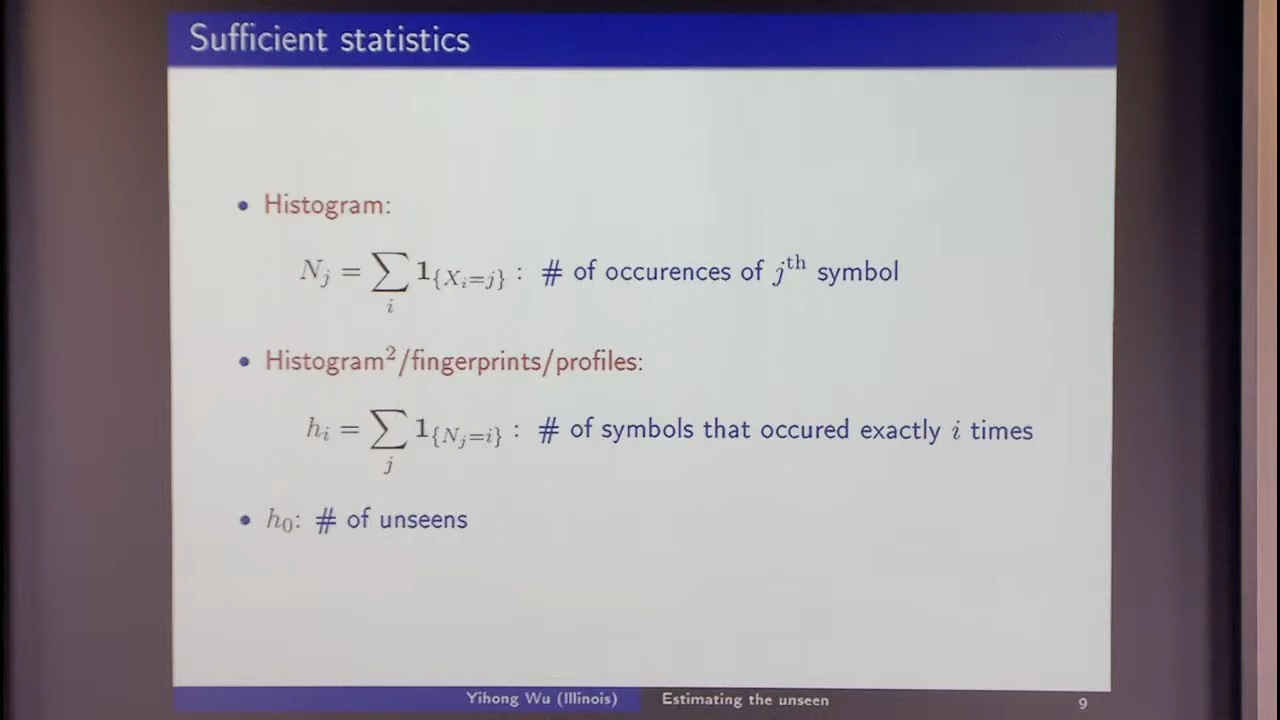 Sufficient statistics
• Histogram:
N_j = ∑_i 1_{X_i=j} : # of occurences of j^th symbol
• Histogram²/fingerprints/profiles:
h_i = ∑_j 1_{N_j=i} : # of symbols that occured exactly i times
• h₀: # of unseens
Yihong Wu (Illinois) Estimating the unseen 9